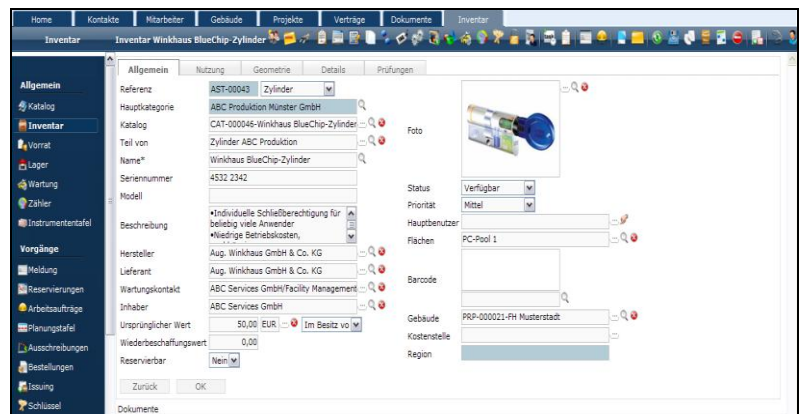 Home Kontakte Mitarbeiter Gebäude Projekte Verträge Dokumente Inventar
Inventar Inventar Winkhaus BlueChip-Zylinder
Allgemein Nutzung Geometrie Details Prüfungen
Allgemein
Katalog
Inventar
Vorrat
Lager
Wartung
Zähler
Instrumententafel
Vorgänge
Meldung
Reservierungen
Arbeitsaufträge
Planungstafel
Ausschreibungen
Bestellungen
Issuing
Schlüssel
Referenz AST-00043 Zylinder
Hauptkategorie ABC Produktion Münster GmbH
Katalog CAT-000046-Winkhaus BlueChip-Zylinder
Teil von Zylinder ABC Produktion
Name* Winkhaus BlueChip-Zylinder
Seriennummer 4532 2342
Modell
Beschreibung •Individuelle Schließberechtigung für
beliebig viele Anwender
•Niedrige Betriebskosten,
Hersteller Aug. Winkhaus GmbH & Co. KG
Lieferant Aug. Winkhaus GmbH & Co. KG
Wartungskontakt ABC Services GmbH/Facility Management
Inhaber ABC Services GmbH
Ursprünglicher Wert 50,00 EUR Im Besitz vo
Wiederbeschaffungswert 0,00
Reservierbar Nein
Zurück OK
Dokumente
Foto
Status Verfügbar
Priorität Mittel
Hauptbenutzer
Flächen PC-Pool 1
Barcode
Gebäude PRP-000021-FH Musterstadt
Kostenstelle
Region